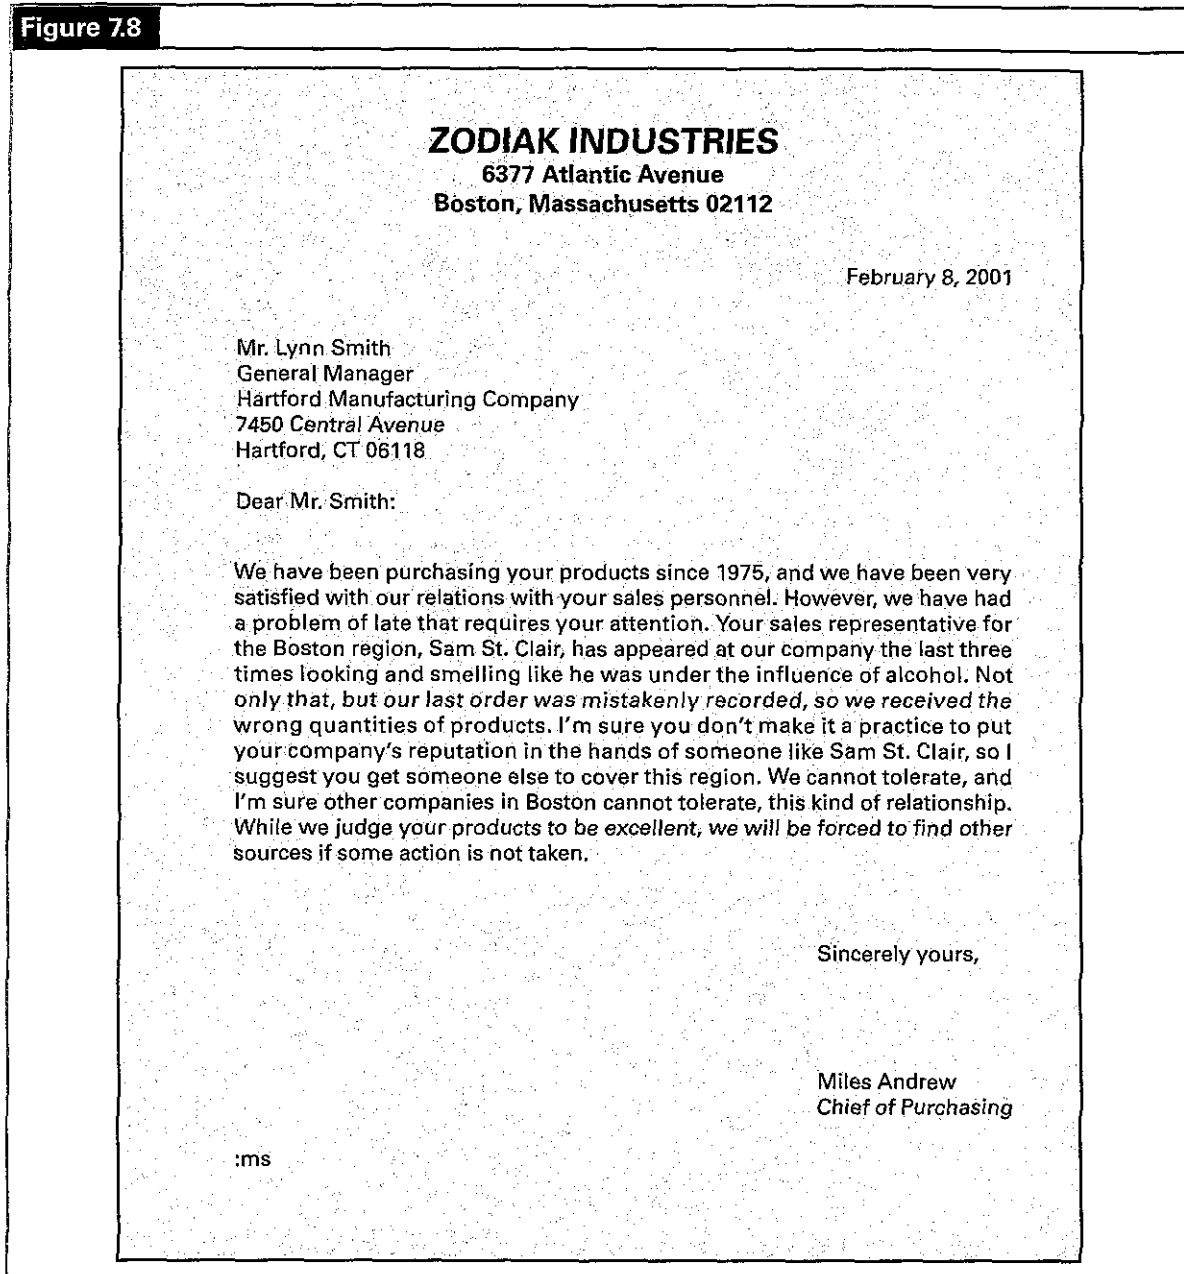 Figure 7.8
ZODIAK INDUSTRIES
6377 Atlantic Avenue
Boston, Massachusetts 02112
February 8, 2001
Mr. Lynn Smith
General Manager
Hartford Manufacturing Company
7450 Central Avenue
Hartford, CT 06118
Dear Mr. Smith:
We have been purchasing your products since 1975, and we have been very
satisfied with our relations with your sales personnel. However, we have had
a problem of late that requires your attention. Your sales representative for
the Boston region, Sam St. Clair, has appeared at our company the last three
times looking and smelling like he was under the influence of alcohol. Not
only that, but our last order was mistakenly recorded, so we received the
wrong quantities of products. I'm sure you don't make it a practice to put
your company's reputation in the hands of someone like Sam St. Clair, so I
suggest you get someone else to cover this region. We cannot tolerate, and
I'm sure other companies in Boston cannot tolerate, this kind of relationship.
While we judge your products to be excellent, we will be forced to find other
sources if some action is not taken.
Sincerely yours,
Miles Andrew
Chief of Purchasing
:ms